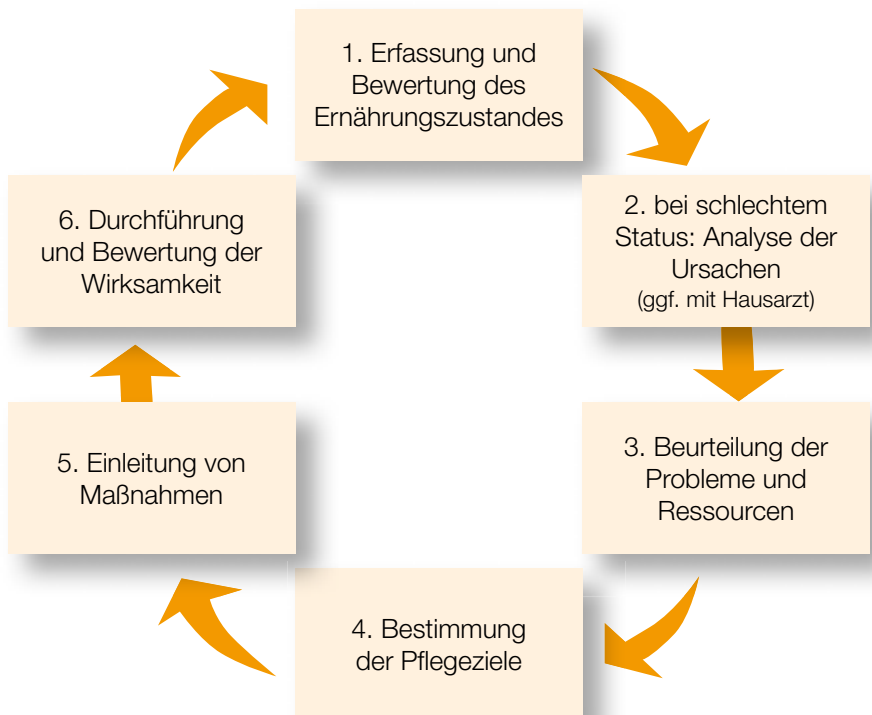 1. Erfassung und
Bewertung des
Ernährungszustandes
2. bei schlechtem
Status: Analyse der
Ursachen
(ggf. mit Hausarzt)
3. Beurteilung der
Probleme und
Ressourcen
4. Bestimmung
der Pflegeziele
5. Einleitung von
Maßnahmen
6. Durchführung
und Bewertung der
Wirksamkeit